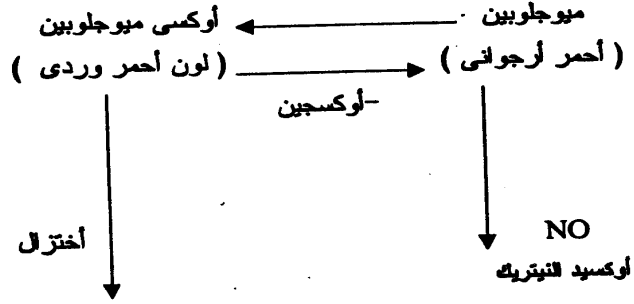 ميوجلوبين
أوكسى ميوجلوبين
( أحمر أرجوانى )
( لون أحمر وردى )
-أوكسجين
أختزال
NO
أوكسيد النيتريك